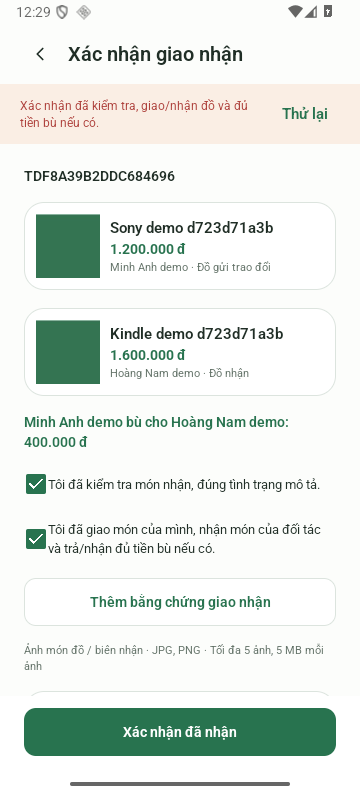 12:29
Xác nhận giao nhận
Xác nhận đã kiểm tra, giao/nhận đồ và đủ
tiền bù nếu có.
Thử lại
TDF8A39B2DDC684696
Sony demo d723d71a3b
1.200.000 đ
Minh Anh demo · Đồ gửi trao đổi
Kindle demo d723d71a3b
1.600.000 đ
Hoàng Nam demo · Đồ nhận
Minh Anh demo bù cho Hoàng Nam demo:
400.000 đ
Tôi đã kiểm tra món nhận, đúng tình trạng mô tả.
Tôi đã giao món của mình, nhận món của đối tác
và trả/nhận đủ tiền bù nếu có.
Thêm bằng chứng giao nhận
Ảnh món đồ / biên nhận · JPG, PNG · Tối đa 5 ảnh, 5 MB mỗi
ảnh
Xác nhận đã nhận